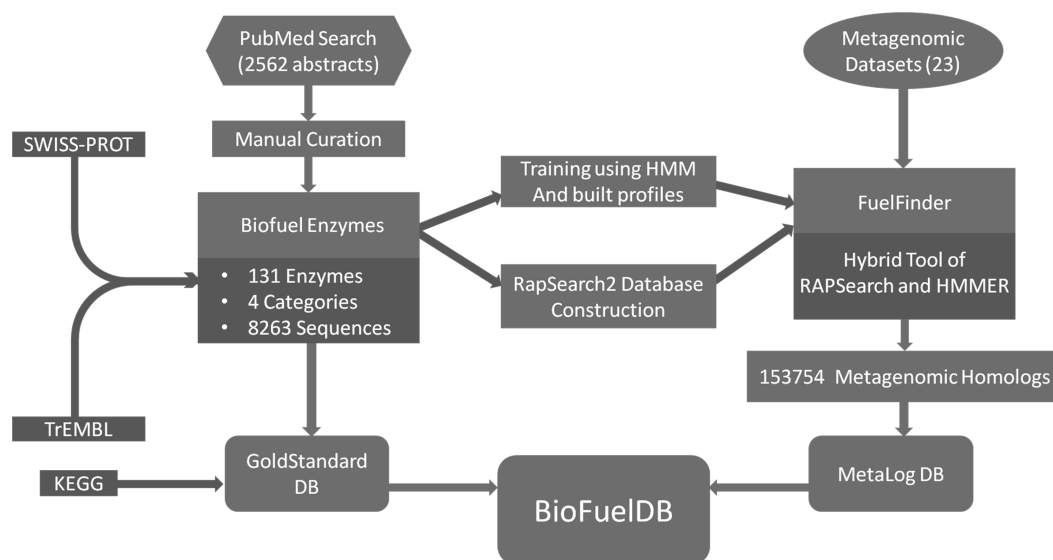 PubMed Search
(2562 abstracts)
Metagenomic
Datasets (23)
Manual Curation
SWISS-PROT
Training using HMM
And built profiles
Biofuel Enzymes
FuelFinder
• 131 Enzymes
• 4 Categories
• 8263 Sequences
RapSearch2 Database
Construction
Hybrid Tool of
RAPSearch and HMMER
153754 Metagenomic Homologs
TrEMBL
KEGG
GoldStandard
DB
BioFuelDB
MetaLog DB